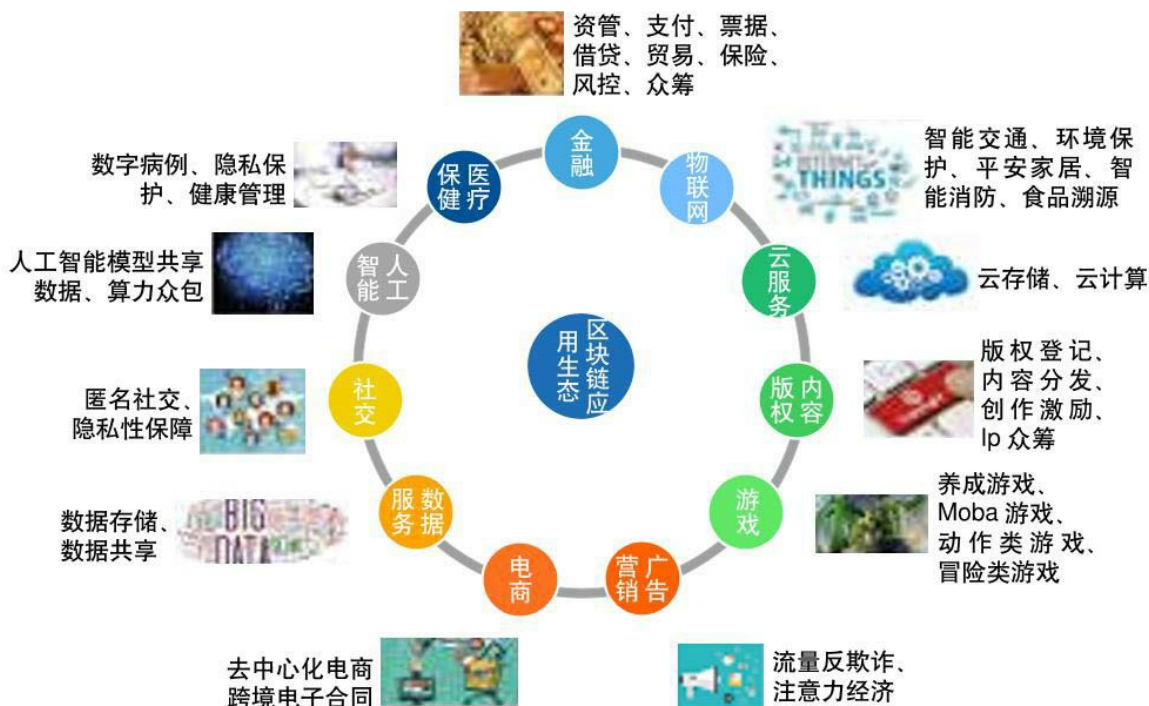 资管、支付、票据、
借贷、贸易、保险、
风控、众筹
金融
物联网
INTERNET
THINGS
智能交通、环境保
护、平安家居、智
能消防、食品溯源
云服务
云存储、云计算
内容
版权
版权登记、
内容分发、
创作激励、
Ip 众筹
游戏
养成游戏、
Moba 游戏、
动作类游戏、
冒险类游戏
广告
营销
流量反欺诈、
注意力经济
电商
去中心化电商
跨境电子合同
数据
服务
BIG
DATA
数据存储、
数据共享
社交
匿名社交、
隐私性保障
人工
智能
人工智能模型共享
数据、算力众包
医疗
保健
数字病例、隐私保
护、健康管理
区块链应
用生态